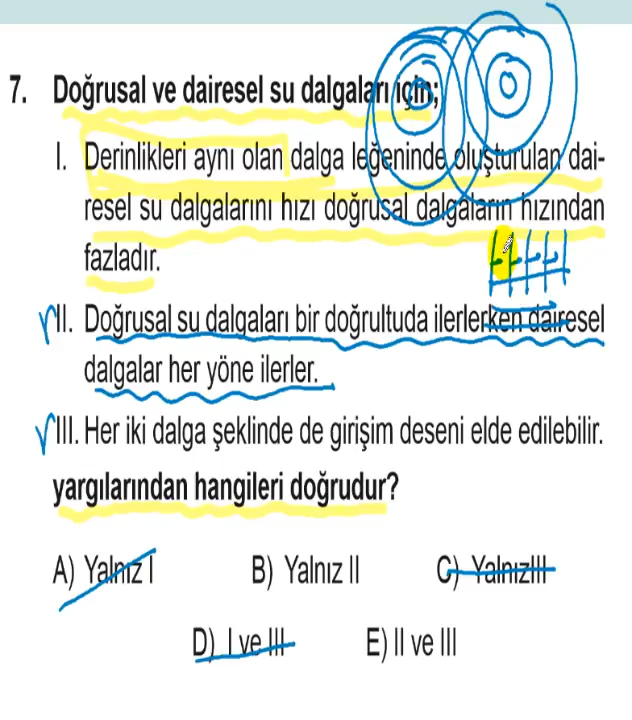 7. Doğrusal ve dairesel su dalgaları için;
I. Derinlikleri aynı olan dalga leğeninde oluşturulan dai-
resel su dalgalarını hızı doğrusal dalgaların hızından
fazladır.
II. Doğrusal su dalgaları bir doğrultuda ilerlerken dairesel
dalgalar her yöne ilerler.
III. Her iki dalga şeklinde de girişim deseni elde edilebilir.
yargılarından hangileri doğrudur?
A) Yalnız I B) Yalnız II C) YalnızIII
D) I ve III E) II ve III